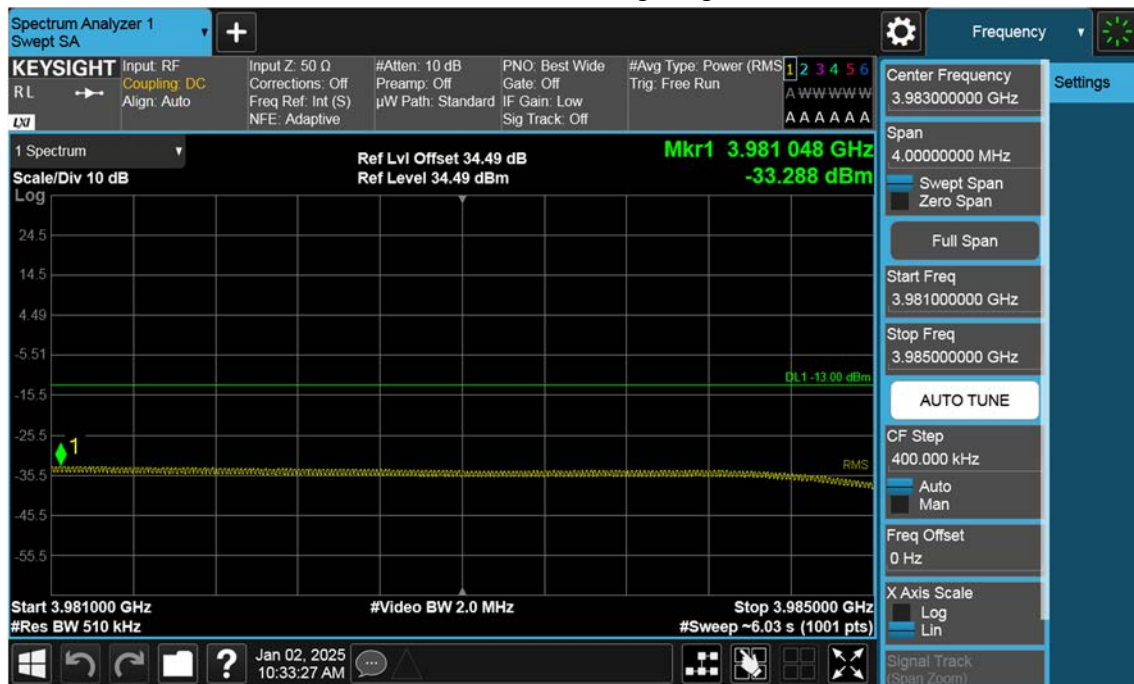 Spectrum Analyzer 1
Swept SA
+
Frequency
KEYSIGHT
RL
LXI
Input: RF
Coupling: DC
Align: Auto
Input Z: 50 Ω
Corrections: Off
Freq Ref: Int (S)
NFE: Adaptive
#Atten: 10 dB
Preamp: Off
µW Path: Standard
PNO: Best Wide
Gate: Off
IF Gain: Low
Sig Track: Off
#Avg Type: Power (RMS
Trig: Free Run
1 2 3 4 5 6
A W W W W W
A A A A A A
1 Spectrum
Scale/Div 10 dB
Log
Ref Lvl Offset 34.49 dB
Ref Level 34.49 dBm
Mkr1 3.981 048 GHz
-33.288 dBm
24.5
14.5
4.49
-5.51
DL1 -13.00 dBm
-15.5
-25.5
1
RMS
-35.5
-45.5
-55.5
Start 3.981000 GHz
#Res BW 510 kHz
#Video BW 2.0 MHz
Stop 3.985000 GHz
#Sweep ~6.03 s (1001 pts)
Center Frequency
3.983000000 GHz
Span
4.00000000 MHz
Swept Span
Zero Span
Full Span
Start Freq
3.981000000 GHz
Stop Freq
3.985000000 GHz
AUTO TUNE
CF Step
400.000 kHz
Auto
Man
Freq Offset
0 Hz
X Axis Scale
Log
Lin
Signal Track
(Span Zoom)
Settings
?
Jan 02, 2025
10:33:27 AM